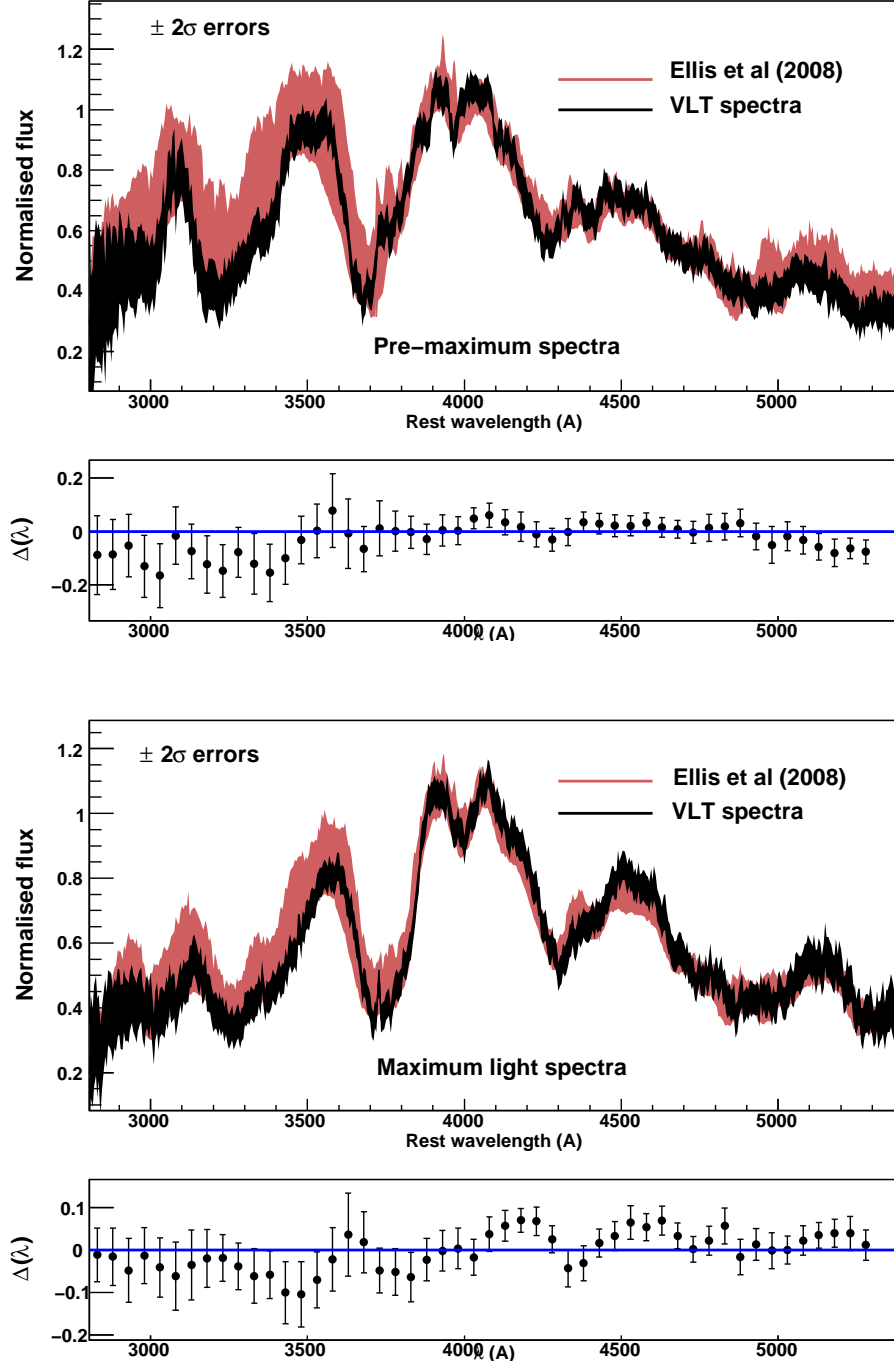 ± 2σ errors
Ellis et al (2008)
VLT spectra
Normalised flux
1.2
1
0.8
0.6
0.4
0.2
Pre−maximum spectra
3000 3500 4000 4500 5000
Rest wavelength (A)
Δ(λ)
0.2
0
−0.2
3000 3500 4000 4500 5000
λ (A)
± 2σ errors
Ellis et al (2008)
VLT spectra
Normalised flux
1.2
1
0.8
0.6
0.4
0.2
Maximum light spectra
3000 3500 4000 4500 5000
Rest wavelength (A)
Δ(λ)
0.1
0
−0.1
−0.2
3000 3500 4000 4500 5000
λ (A)